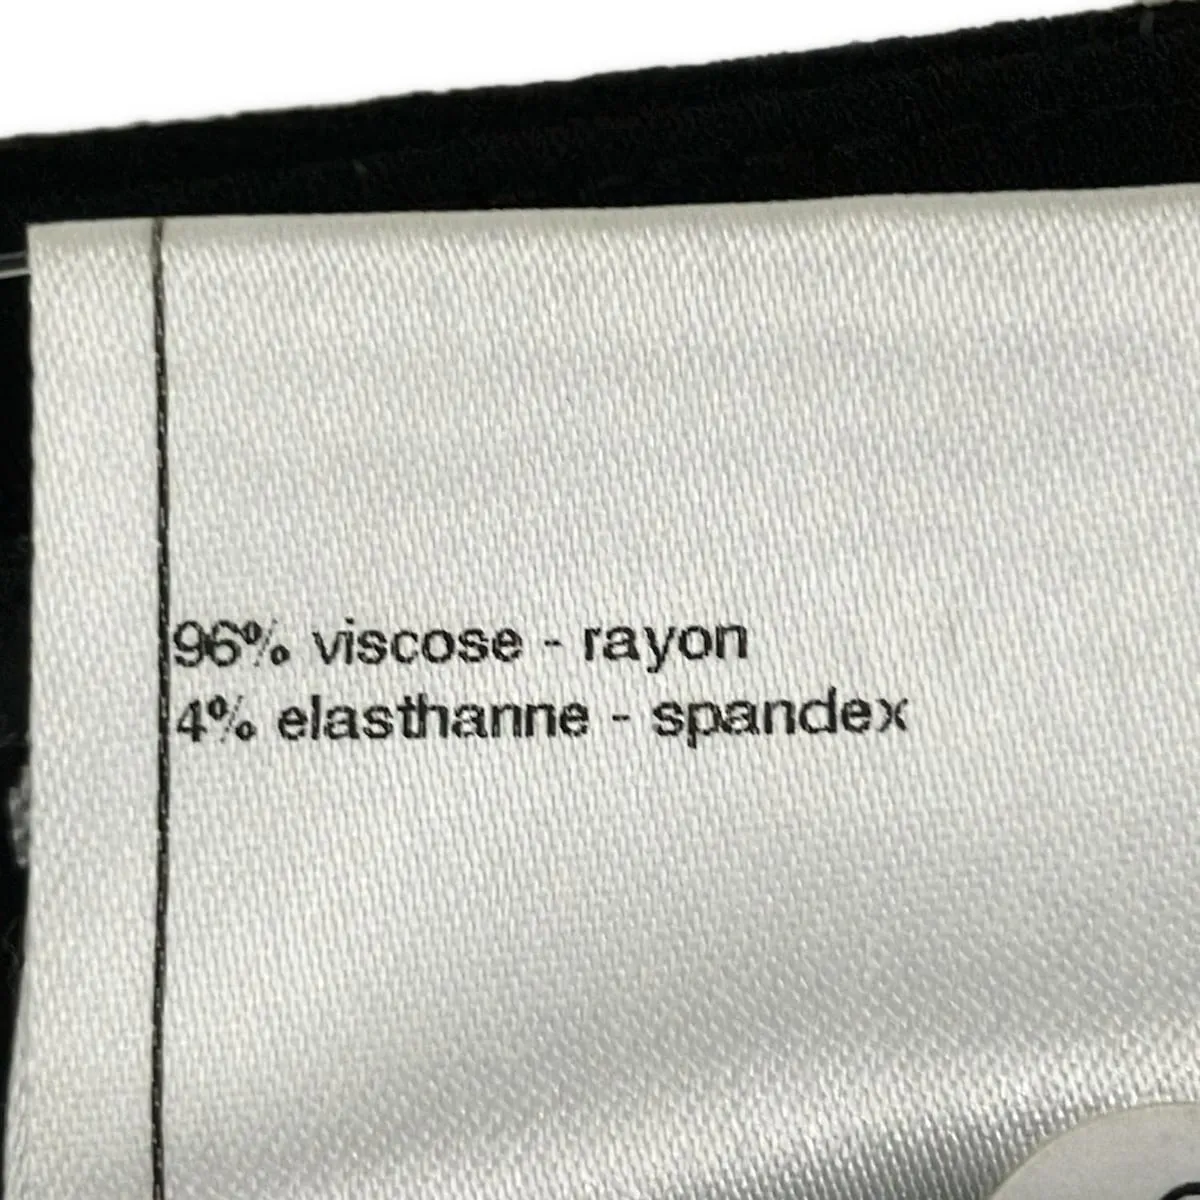 96% viscose - rayon
4% elasthanne - spandex